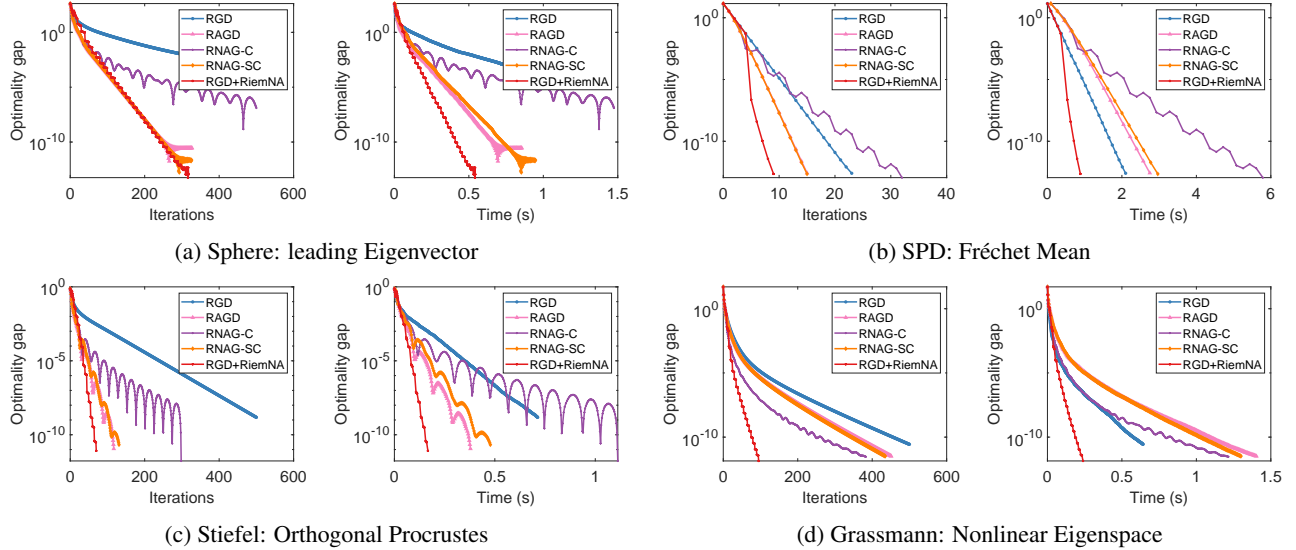 Optimality gap
10^0
10^-10
0 200 400 600
Iterations
RGD
RAGD
RNAG-C
RNAG-SC
RGD+RiemNA
Optimality gap
10^0
10^-10
0 0.5 1 1.5
Time (s)
RGD
RAGD
RNAG-C
RNAG-SC
RGD+RiemNA
(a) Sphere: leading Eigenvector
Optimality gap
10^0
10^-10
0 10 20 30 40
Iterations
RGD
RAGD
RNAG-C
RNAG-SC
RGD+RiemNA
Optimality gap
10^0
10^-10
0 2 4 6
Time (s)
RGD
RAGD
RNAG-C
RNAG-SC
RGD+RiemNA
(b) SPD: Fréchet Mean
Optimality gap
10^0
10^-5
10^-10
0 200 400 600
Iterations
RGD
RAGD
RNAG-C
RNAG-SC
RGD+RiemNA
Optimality gap
10^0
10^-5
10^-10
0 0.5 1
Time (s)
RGD
RAGD
RNAG-C
RNAG-SC
RGD+RiemNA
(c) Stiefel: Orthogonal Procrustes
Optimality gap
10^0
10^-10
0 200 400 600
Iterations
RGD
RAGD
RNAG-C
RNAG-SC
RGD+RiemNA
Optimality gap
10^0
10^-10
0 0.5 1 1.5
Time (s)
RGD
RAGD
RNAG-C
RNAG-SC
RGD+RiemNA
(d) Grassmann: Nonlinear Eigenspace